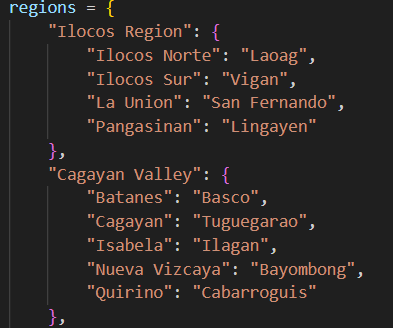 regions = {
    "Ilocos Region": {
        "Ilocos Norte": "Laoag",
        "Ilocos Sur": "Vigan",
        "La Union": "San Fernando",
        "Pangasinan": "Lingayen"
    },
    "Cagayan Valley": {
        "Batanes": "Basco",
        "Cagayan": "Tuguegarao",
        "Isabela": "Ilagan",
        "Nueva Vizcaya": "Bayombong",
        "Quirino": "Cabarroguis"
    },